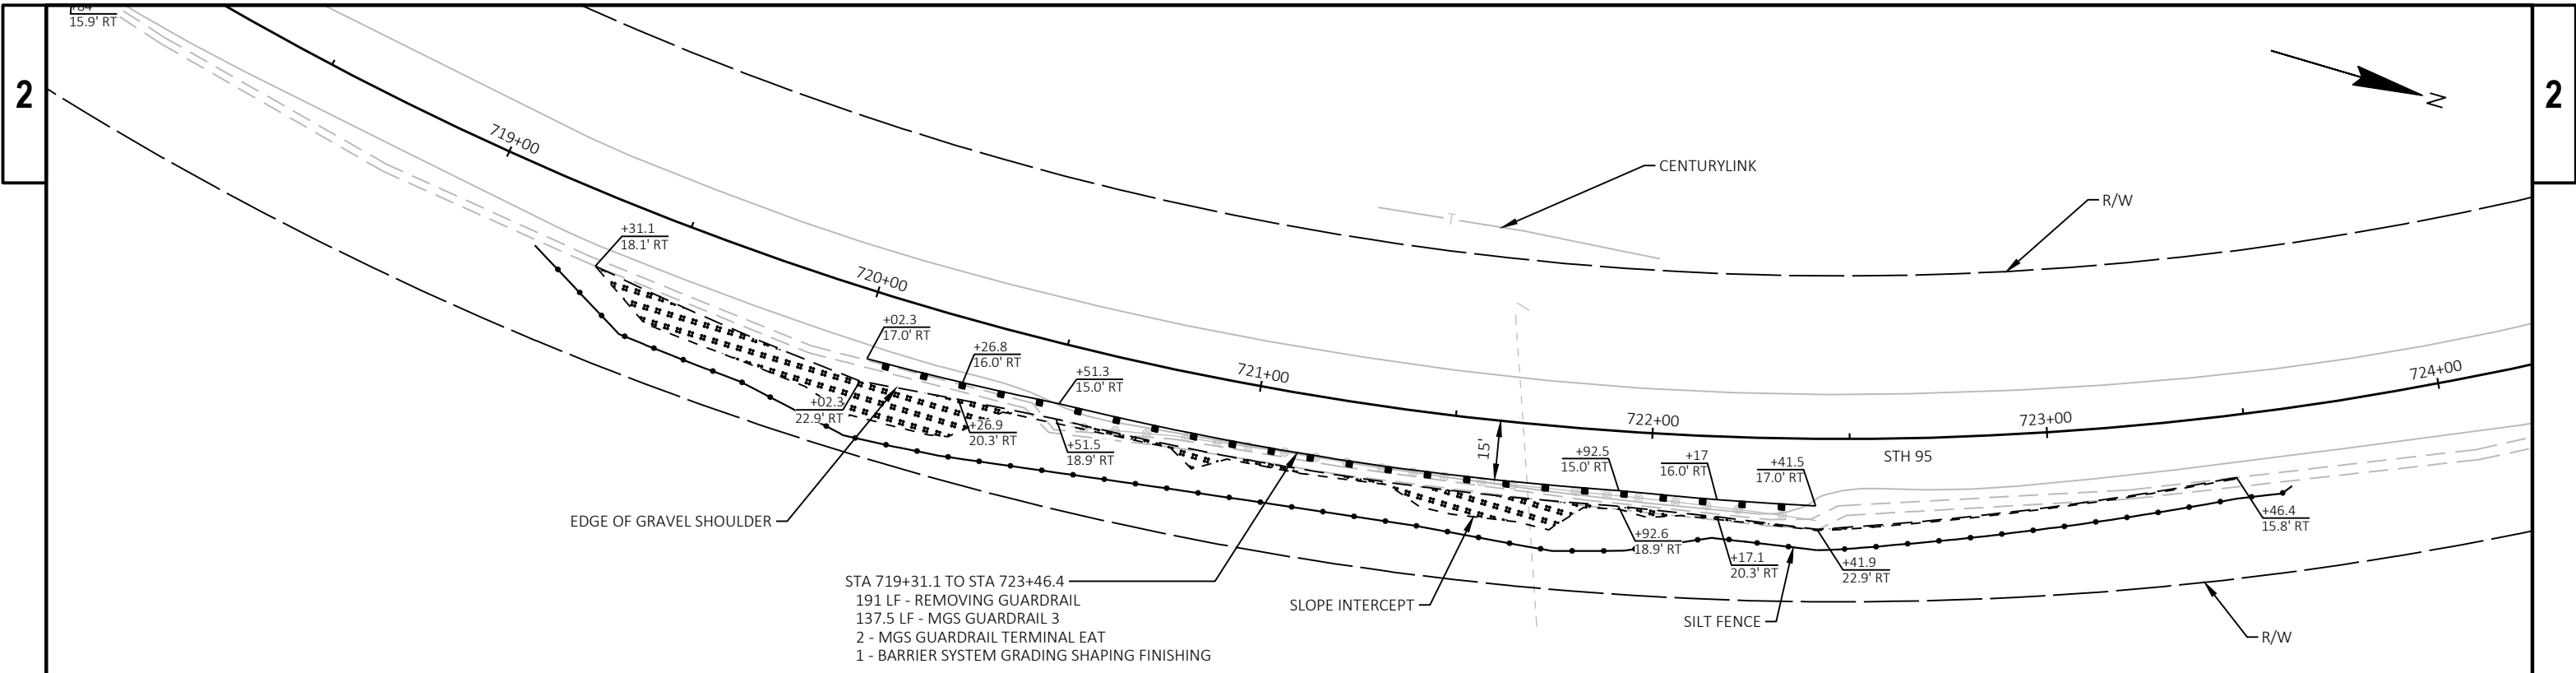 +84
15.9' RT
2
2
N
719+00
CENTURYLINK
T
R/W
+31.1
18.1' RT
720+00
+02.3
17.0' RT
+26.8
16.0' RT
+51.3
15.0' RT
721+00
724+00
+02.3
22.9' RT
+26.9
20.3' RT
+51.5
18.9' RT
15'
722+00
723+00
STH 95
+92.5
15.0' RT
+17
16.0' RT
+41.5
17.0' RT
EDGE OF GRAVEL SHOULDER
+92.6
18.9' RT
+17.1
20.3' RT
+41.9
22.9' RT
+46.4
15.8' RT
STA 719+31.1 TO STA 723+46.4
191 LF - REMOVING GUARDRAIL
137.5 LF - MGS GUARDRAIL 3
2 - MGS GUARDRAIL TERMINAL EAT
1 - BARRIER SYSTEM GRADING SHAPING FINISHING
SLOPE INTERCEPT
SILT FENCE
R/W